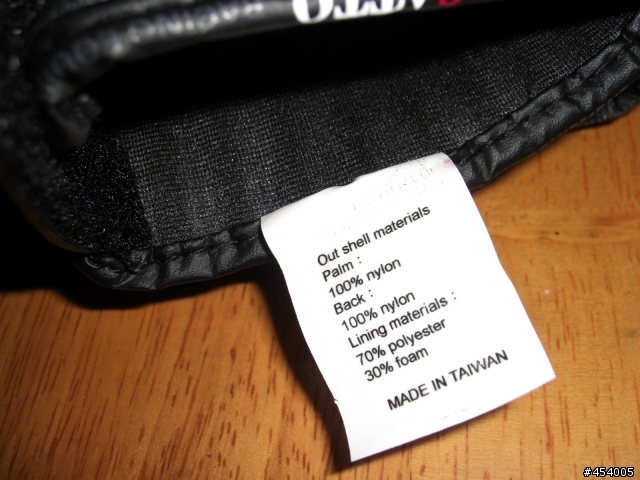 Out shell materials
Palm :
100% nylon
Back :
100% nylon
Lining materials :
70% polyester
30% foam
MADE IN TAIWAN
#454005